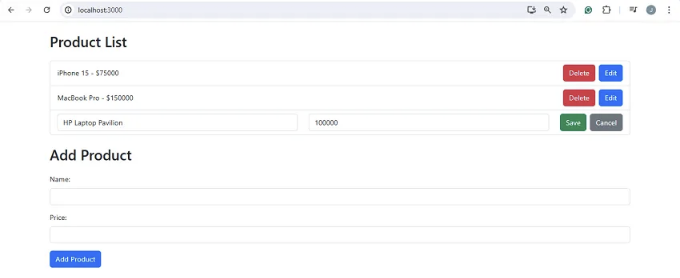 localhost:3000
J
Product List
iPhone 15 - $75000 Delete Edit
MacBook Pro - $150000 Delete Edit
HP Laptop Pavilion 100000 Save Cancel
Add Product
Name:
Price:
Add Product